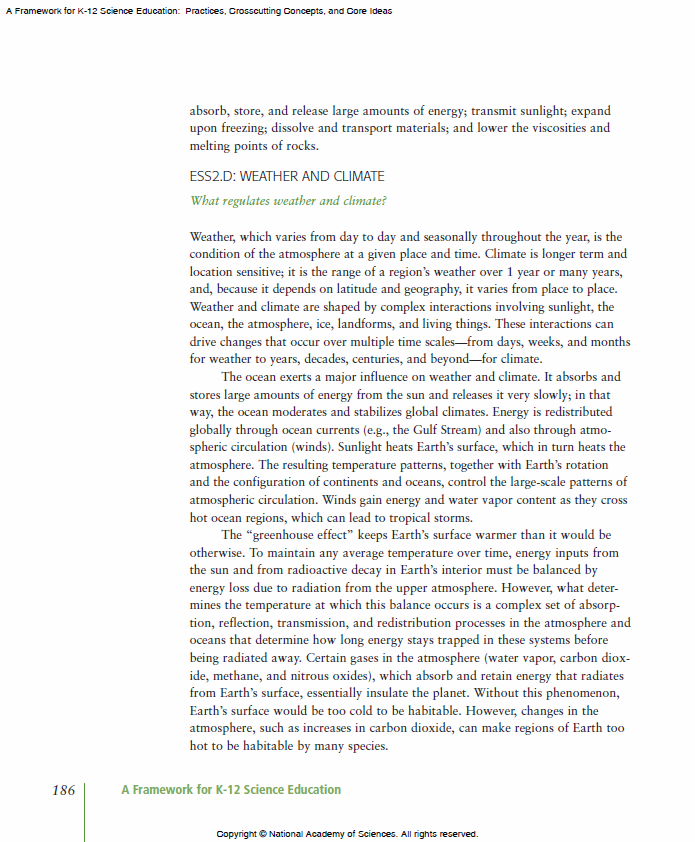 A Framework for K-12 Science Education: Practices, Crosscutting Concepts, and Core Ideas
absorb, store, and release large amounts of energy; transmit sunlight; expand
upon freezing; dissolve and transport materials; and lower the viscosities and
melting points of rocks.
ESS2.D: WEATHER AND CLIMATE
What regulates weather and climate?
Weather, which varies from day to day and seasonally throughout the year, is the
condition of the atmosphere at a given place and time. Climate is longer term and
location sensitive; it is the range of a region’s weather over 1 year or many years,
and, because it depends on latitude and geography, it varies from place to place.
Weather and climate are shaped by complex interactions involving sunlight, the
ocean, the atmosphere, ice, landforms, and living things. These interactions can
drive changes that occur over multiple time scales—from days, weeks, and months
for weather to years, decades, centuries, and beyond—for climate.
The ocean exerts a major influence on weather and climate. It absorbs and
stores large amounts of energy from the sun and releases it very slowly; in that
way, the ocean moderates and stabilizes global climates. Energy is redistributed
globally through ocean currents (e.g., the Gulf Stream) and also through atmo-
spheric circulation (winds). Sunlight heats Earth’s surface, which in turn heats the
atmosphere. The resulting temperature patterns, together with Earth’s rotation
and the configuration of continents and oceans, control the large-scale patterns of
atmospheric circulation. Winds gain energy and water vapor content as they cross
hot ocean regions, which can lead to tropical storms.
The “greenhouse effect” keeps Earth’s surface warmer than it would be
otherwise. To maintain any average temperature over time, energy inputs from
the sun and from radioactive decay in Earth’s interior must be balanced by
energy loss due to radiation from the upper atmosphere. However, what deter-
mines the temperature at which this balance occurs is a complex set of absorp-
tion, reflection, transmission, and redistribution processes in the atmosphere and
oceans that determine how long energy stays trapped in these systems before
being radiated away. Certain gases in the atmosphere (water vapor, carbon diox-
ide, methane, and nitrous oxides), which absorb and retain energy that radiates
from Earth’s surface, essentially insulate the planet. Without this phenomenon,
Earth’s surface would be too cold to be habitable. However, changes in the
atmosphere, such as increases in carbon dioxide, can make regions of Earth too
hot to be habitable by many species.
186 A Framework for K-12 Science Education
Copyright © National Academy of Sciences. All rights reserved.